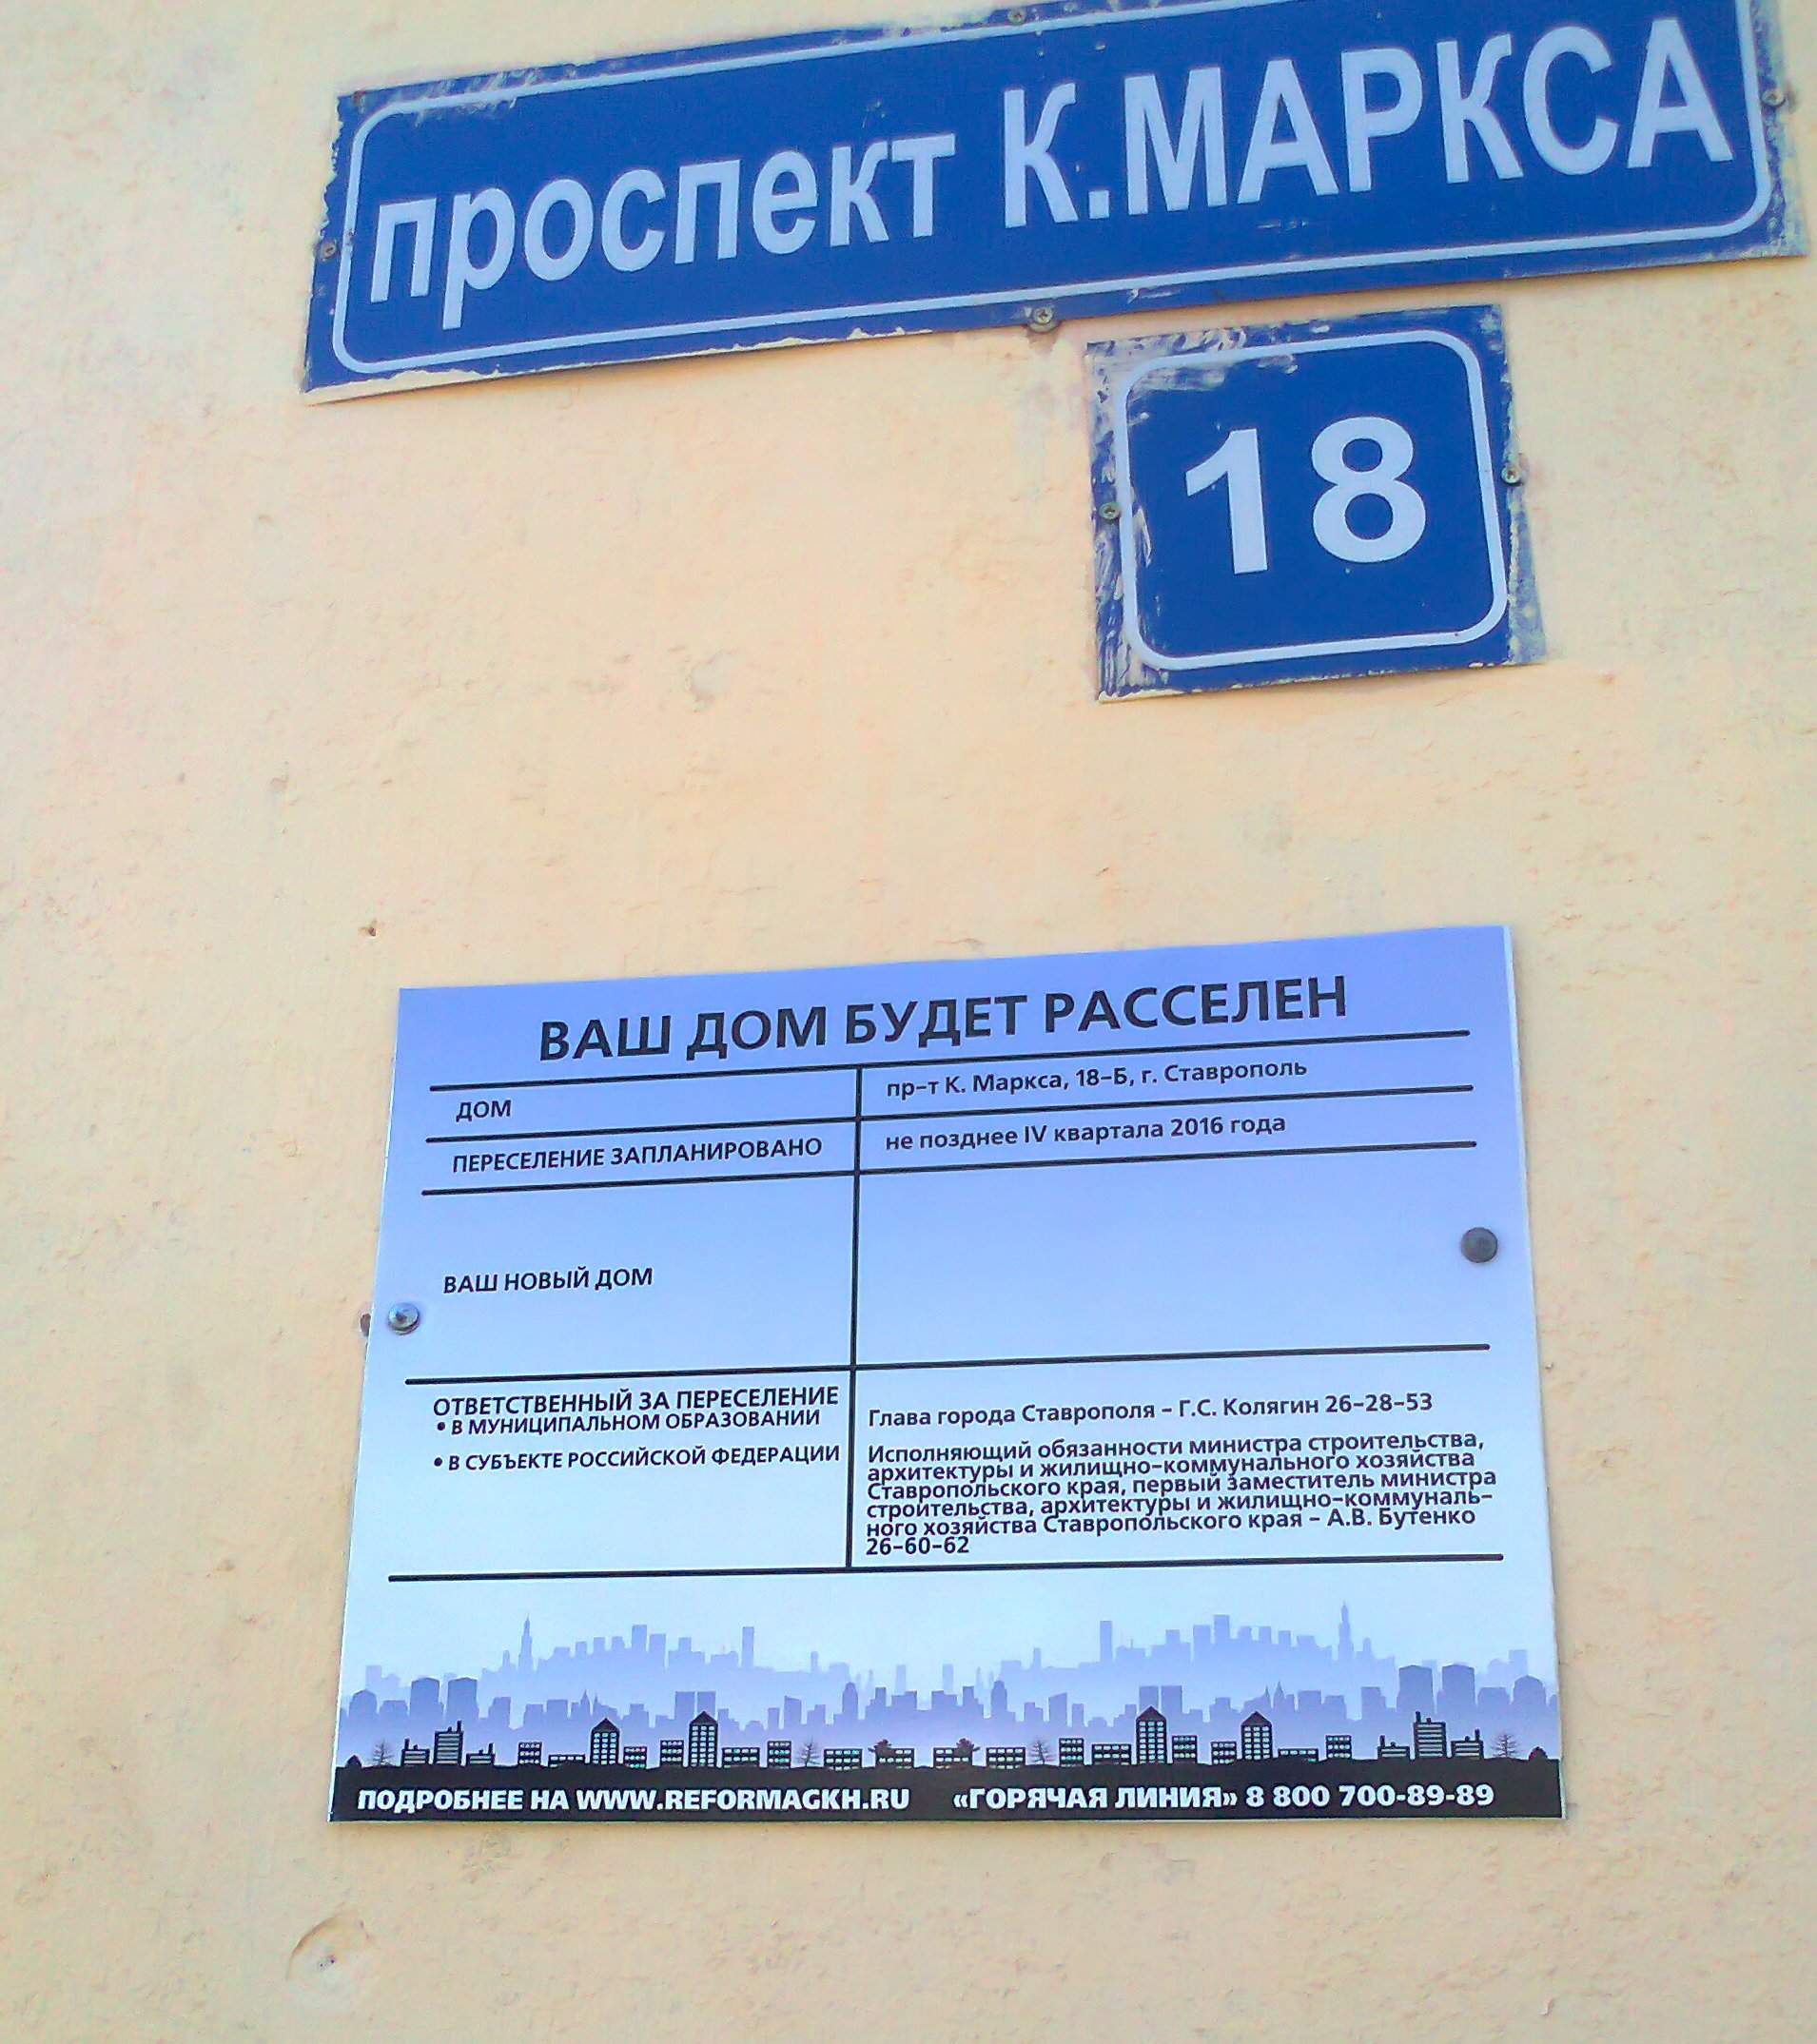 проспект К.МАРКСА
18
ВАШ ДОМ БУДЕТ РАССЕЛЕН
ДОМ
пр-т К. Маркса, 18-Б, г. Ставрополь
ПЕРЕСЕЛЕНИЕ ЗАПЛАНИРОВАНО
не позднее IV квартала 2016 года
ВАШ НОВЫЙ ДОМ
ОТВЕТСТВЕННЫЙ ЗА ПЕРЕСЕЛЕНИЕ
• В МУНИЦИПАЛЬНОМ ОБРАЗОВАНИИ
Глава города Ставрополя - Г.С. Колягин 26-28-53
• В СУБЪЕКТЕ РОССИЙСКОЙ ФЕДЕРАЦИИ
Исполняющий обязанности министра строительства,
архитектуры и жилищно-коммунального хозяйства
Ставропольского края, первый заместитель министра
строительства, архитектуры и жилищно-коммуналь-
ного хозяйства Ставропольского края - А.В. Бутенко
26-60-62
ПОДРОБНЕЕ НА WWW.REFORMAGKH.RU «ГОРЯЧАЯ ЛИНИЯ» 8 800 700-89-89